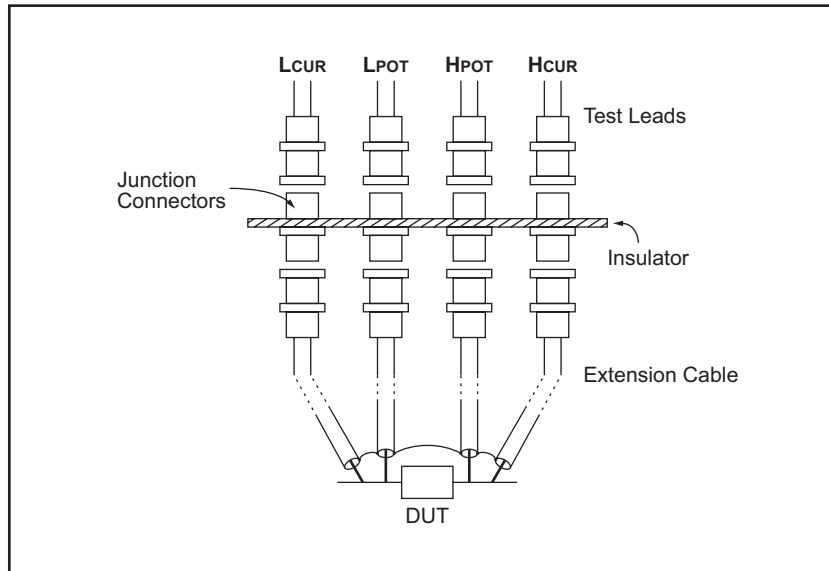 LCUR LPOT HPOT HCUR
Test Leads
Junction
Connectors
Insulator
Extension Cable
DUT